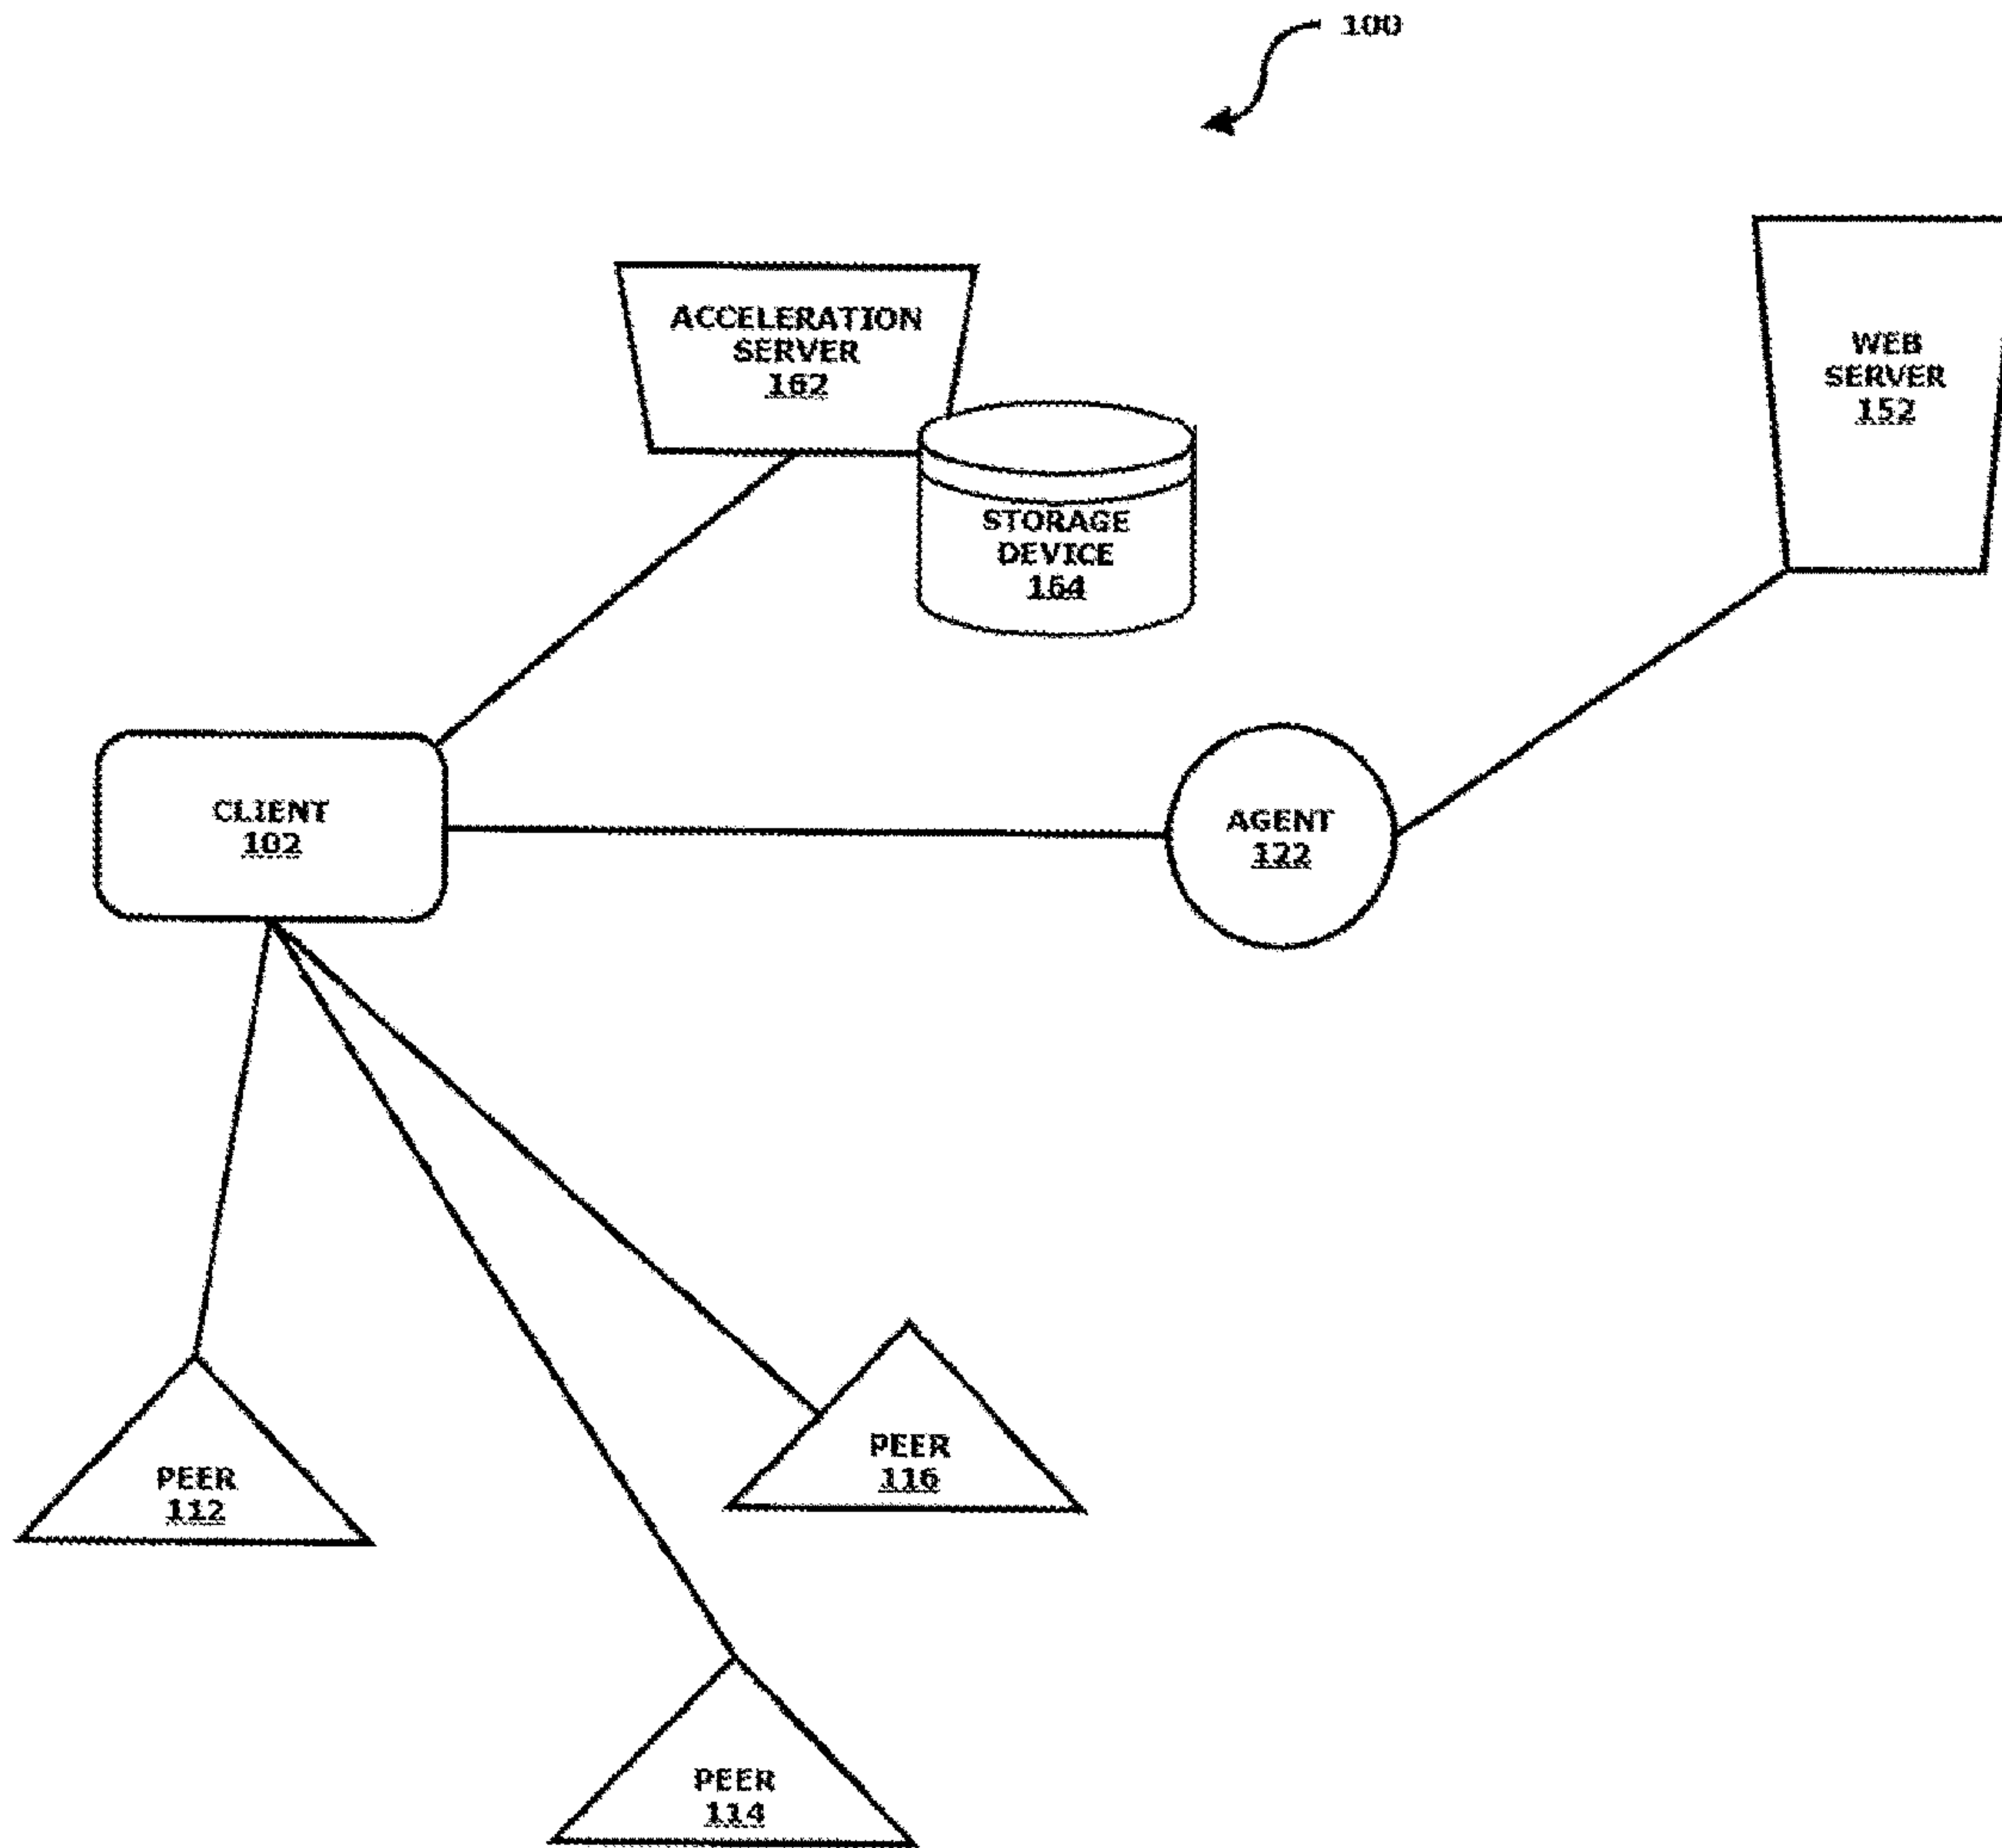 100
ACCELERATION
SERVER
162
WEB
SERVER
152
STORAGE
DEVICE
164
CLIENT
102
AGENT
122
PEER
116
PEER
112
PEER
114